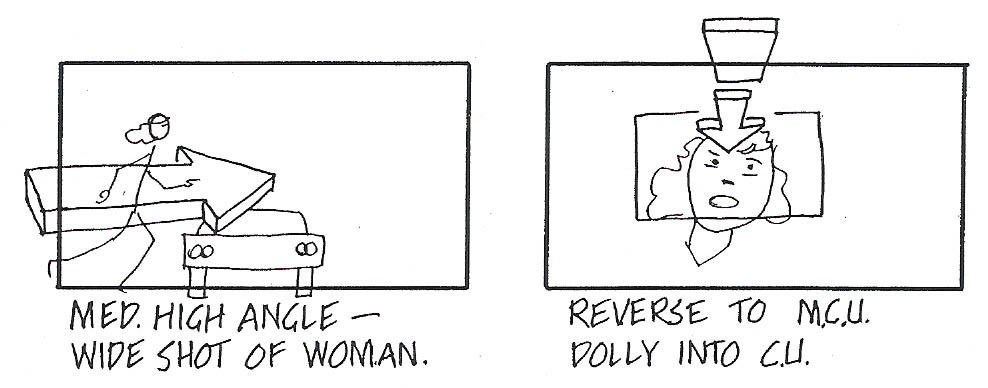 MED. HIGH ANGLE —
WIDE SHOT OF WOMAN.
REVERSE TO M.C.U.
DOLLY INTO C.U.